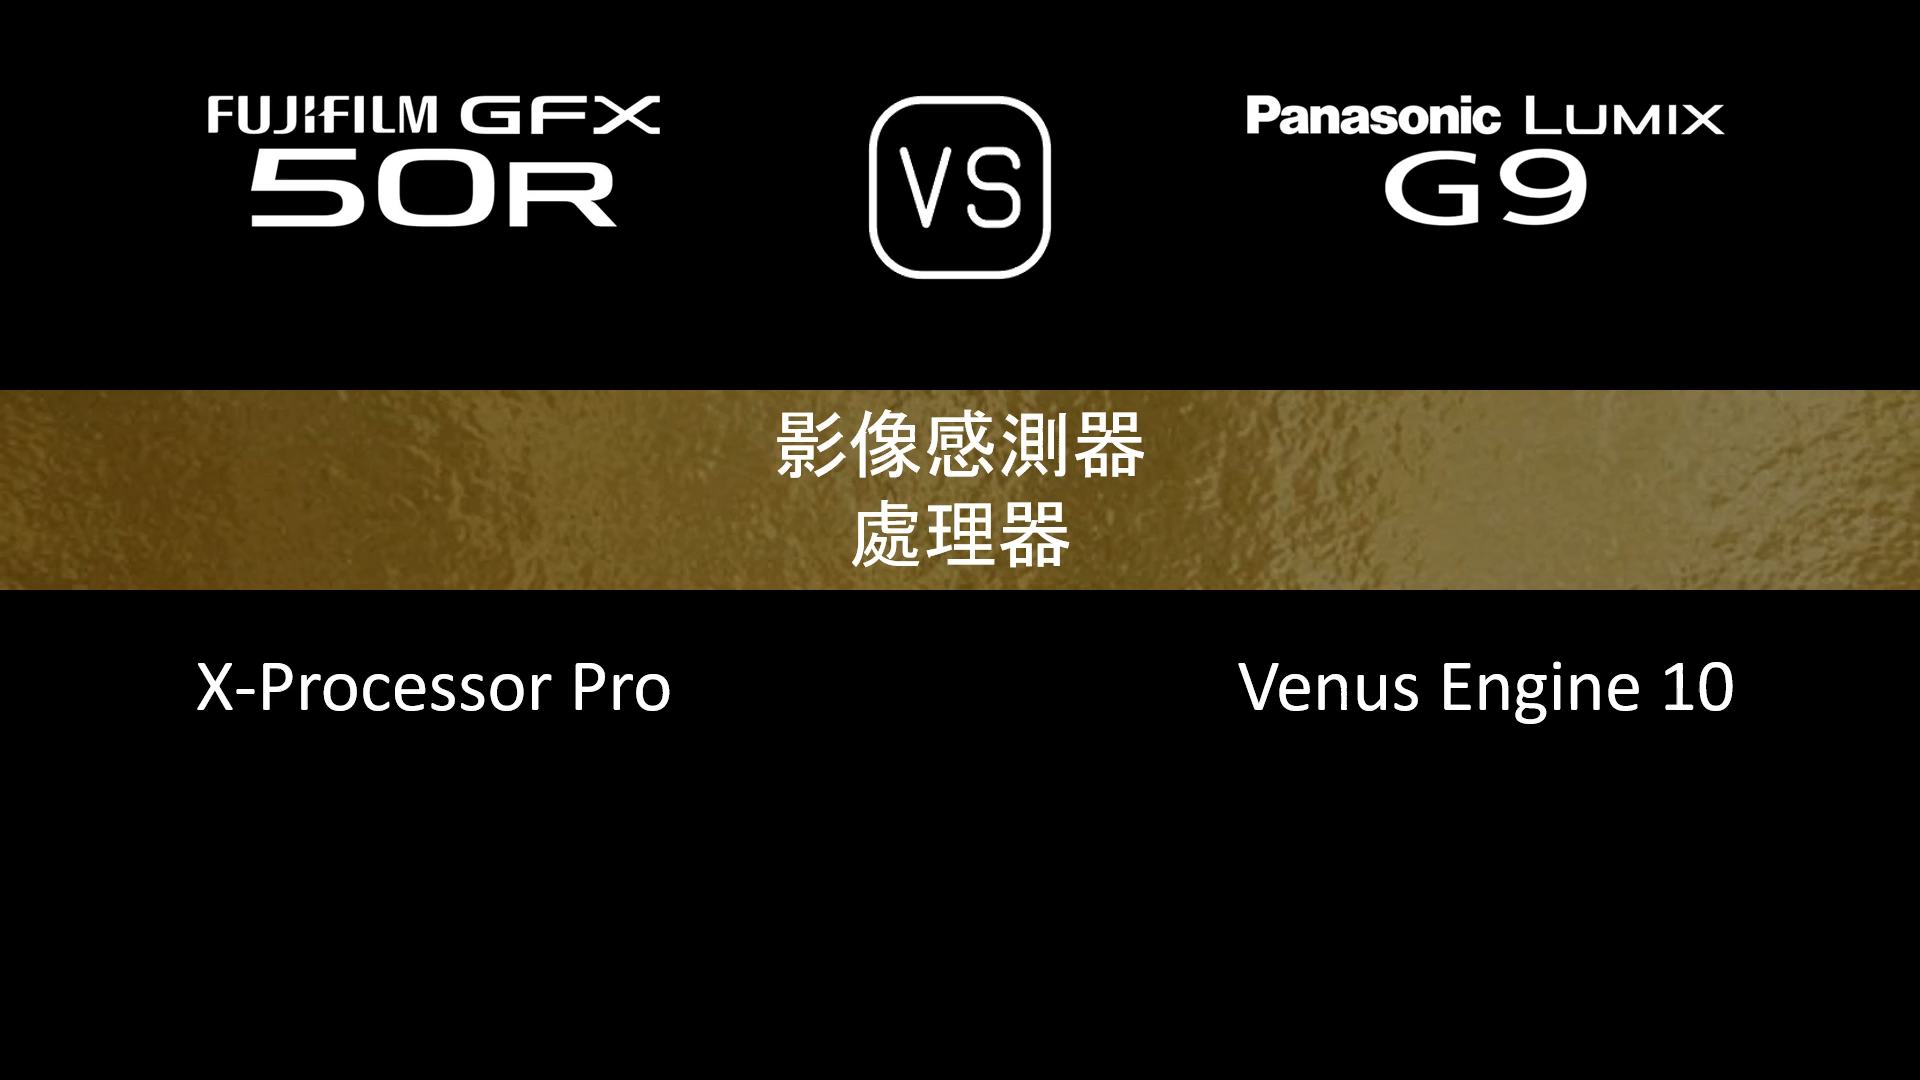 FUJIFILM GFX
50R
VS
Panasonic LUMIX
G9
影像感測器
處理器
X-Processor Pro
Venus Engine 10